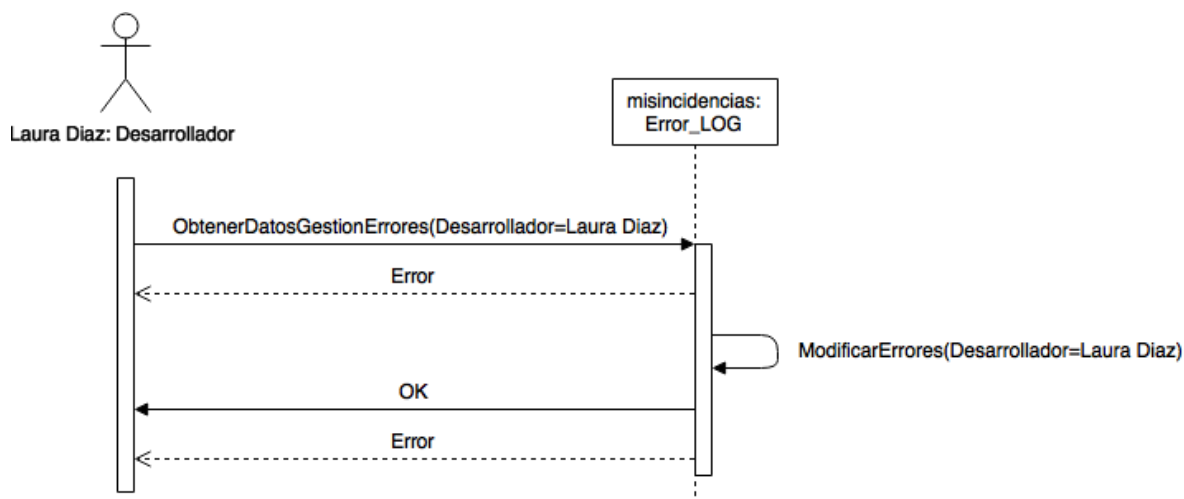 misincidencias:
Error_LOG
Laura Diaz: Desarrollador
ObtenerDatosGestionErrores(Desarrollador=Laura Diaz)
Error
ModificarErrores(Desarrollador=Laura Diaz)
OK
Error